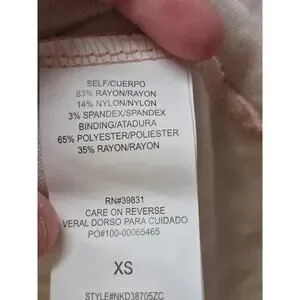 SELF/CUERPO
83% RAYON/RAYON
14% NYLON/NYLON
3% SPANDEX/SPANDEX
BINDING/ATADURA
65% POLYESTER/POLIESTER
35% RAYON/RAYON
RN#39831
CARE ON REVERSE
VERAL DORSO PARA CUIDADO
PO#100-00065465
XS
STYLE#NKD38705ZC